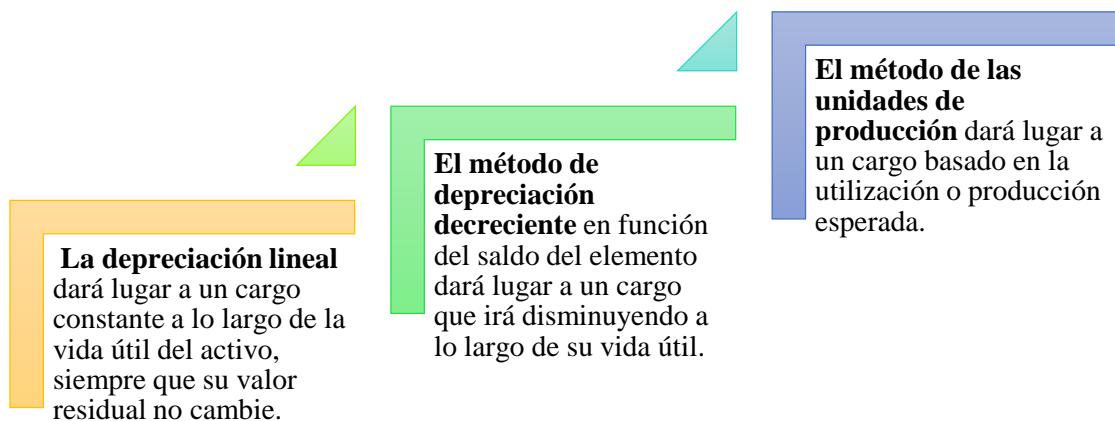 La depreciación lineal
dará lugar a un cargo
constante a lo largo de la
vida útil del activo,
siempre que su valor
residual no cambie.
El método de
depreciación
decreciente en función
del saldo del elemento
dará lugar a un cargo
que irá disminuyendo a
lo largo de su vida útil.
El método de las
unidades de
producción dará lugar a
un cargo basado en la
utilización o producción
esperada.